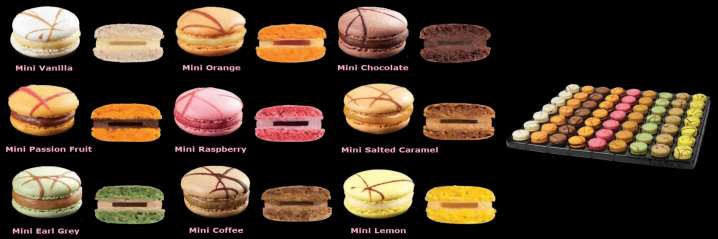 Mini Vanilla
Mini Orange
Mini Chocolate
Mini Passion Fruit
Mini Raspberry
Mini Salted Caramel
Mini Earl Grey
Mini Coffee
Mini Lemon